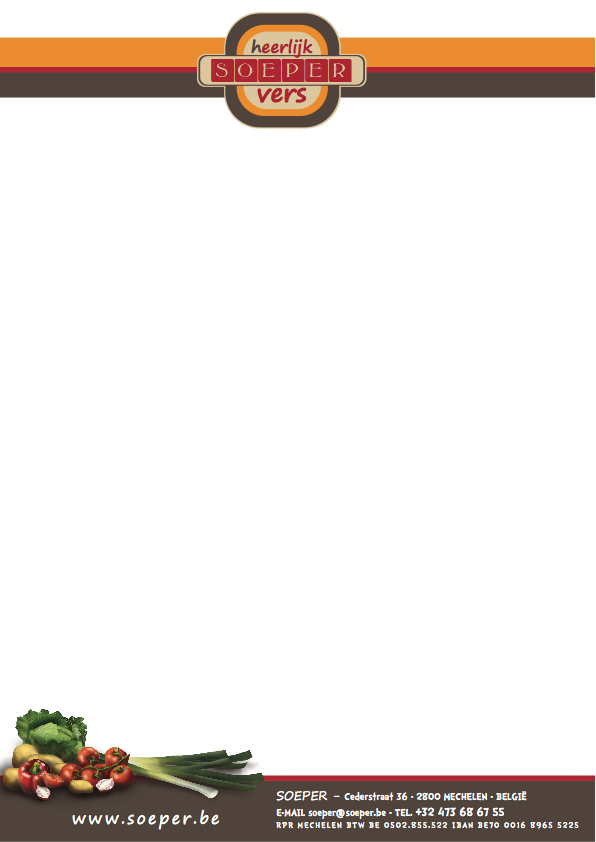 heerlijk
SOEPER
vers
www.soeper.be
SOEPER – Cederstraat 36 - 2800 MECHELEN - BELGIË
E-MAIL soeper@soeper.be - TEL. +32 473 68 67 55
RPR MECHELEN BTW BE 0502.855.522 IBAN BE70 0016 8965 5225